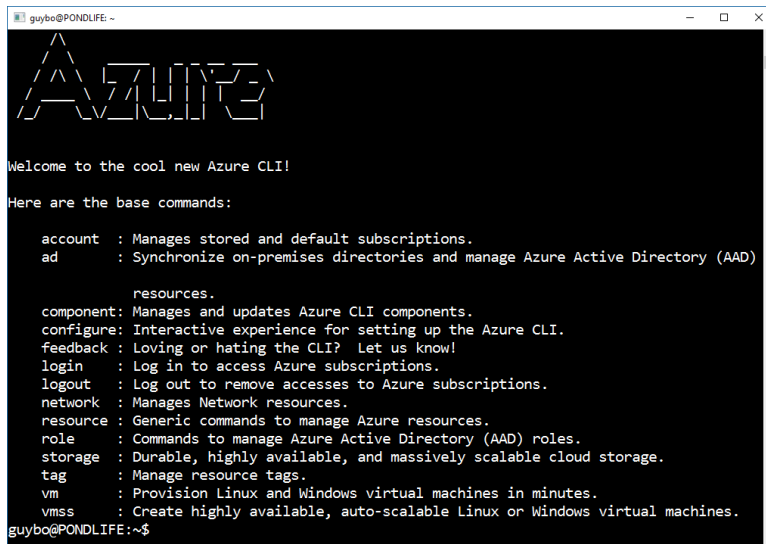 guybo@PONDLIFE: ~
Azure
Welcome to the cool new Azure CLI!
Here are the base commands:
account : Manages stored and default subscriptions.
ad : Synchronize on-premises directories and manage Azure Active Directory (AAD)
resources.
component: Manages and updates Azure CLI components.
configure: Interactive experience for setting up the Azure CLI.
feedback : Loving or hating the CLI?  Let us know!
login : Log in to access Azure subscriptions.
logout : Log out to remove accesses to Azure subscriptions.
network : Manages Network resources.
resource : Generic commands to manage Azure resources.
role : Commands to manage Azure Active Directory (AAD) roles.
storage : Durable, highly available, and massively scalable cloud storage.
tag : Manage resource tags.
vm : Provision Linux and Windows virtual machines in minutes.
vmss : Create highly available, auto-scalable Linux or Windows virtual machines.
guybo@PONDLIFE:~$